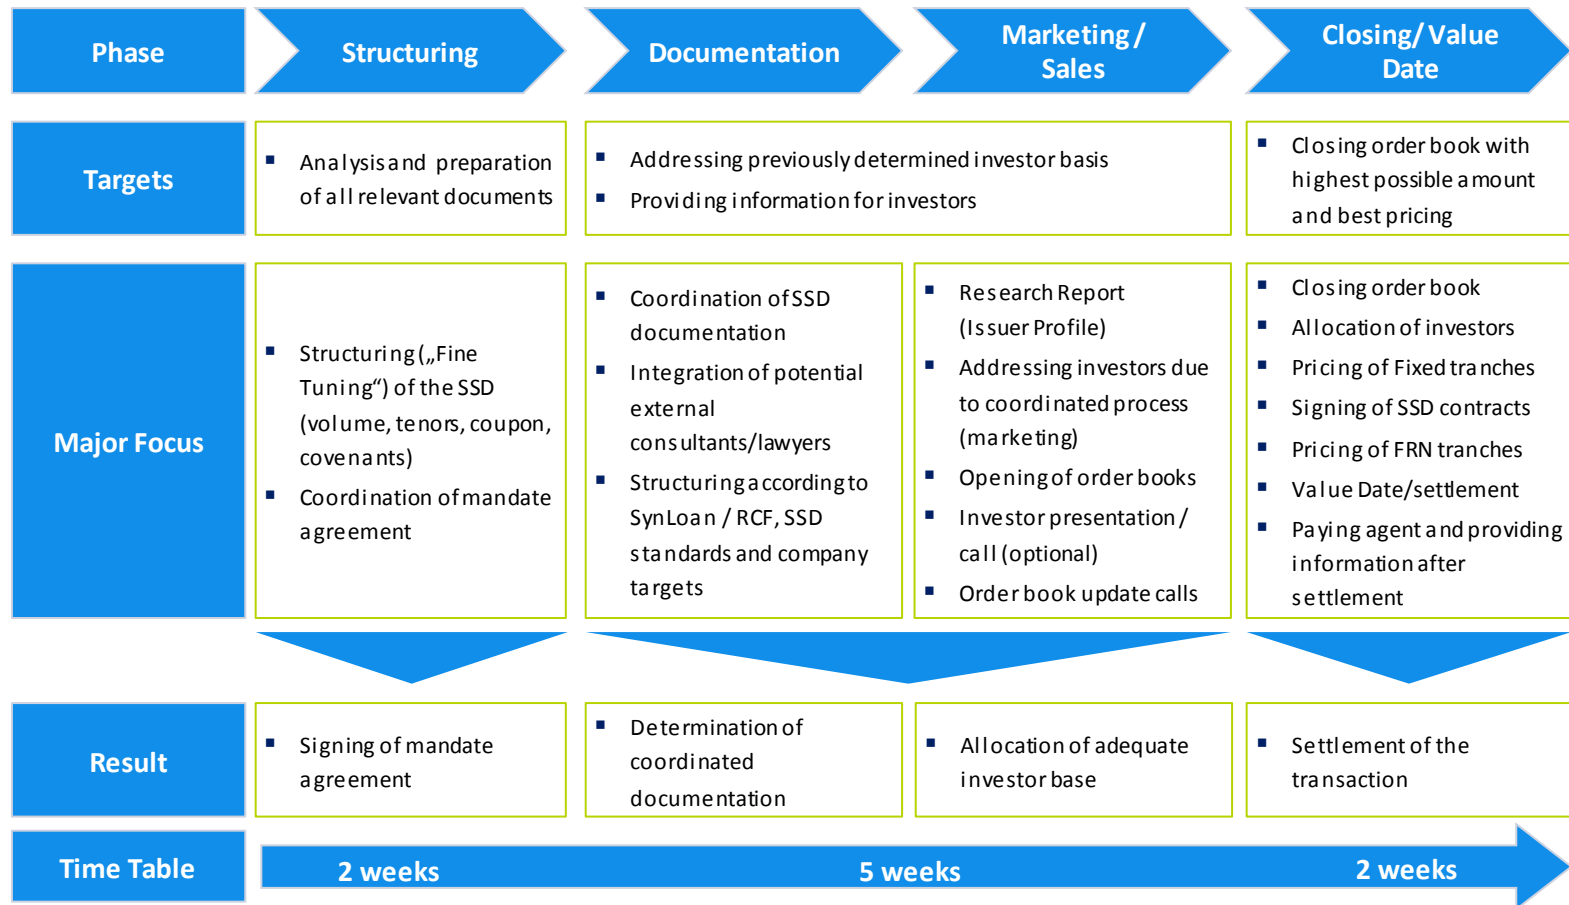 Phase
Structuring
Documentation
Marketing /
Sales
Closing/ Value
Date
Targets
▪ Analysis and preparation
of all relevant documents
▪ Addressing previously determined investor basis
▪ Providing information for investors
▪ Closing order book with
highest possible amount
and best pricing
Major Focus
▪ Structuring („Fine
Tuning“) of the SSD
(volume, tenors, coupon,
covenants)
▪ Coordination of mandate
agreement
▪ Coordination of SSD
documentation
▪ Integration of potential
external
consultants/lawyers
▪ Structuring according to
SynLoan / RCF, SSD
standards and company
targets
▪ Research Report
(Issuer Profile)
▪ Addressing investors due
to coordinated process
(marketing)
▪ Opening of order books
▪ Investor presentation /
call (optional)
▪ Order book update calls
▪ Closing order book
▪ Allocation of investors
▪ Pricing of Fixed tranches
▪ Signing of SSD contracts
▪ Pricing of FRN tranches
▪ Value Date/settlement
▪ Paying agent and providing
information after
settlement
Result
▪ Signing of mandate
agreement
▪ Determination of
coordinated
documentation
▪ Allocation of adequate
investor base
▪ Settlement of the
transaction
Time Table
2 weeks
5 weeks
2 weeks